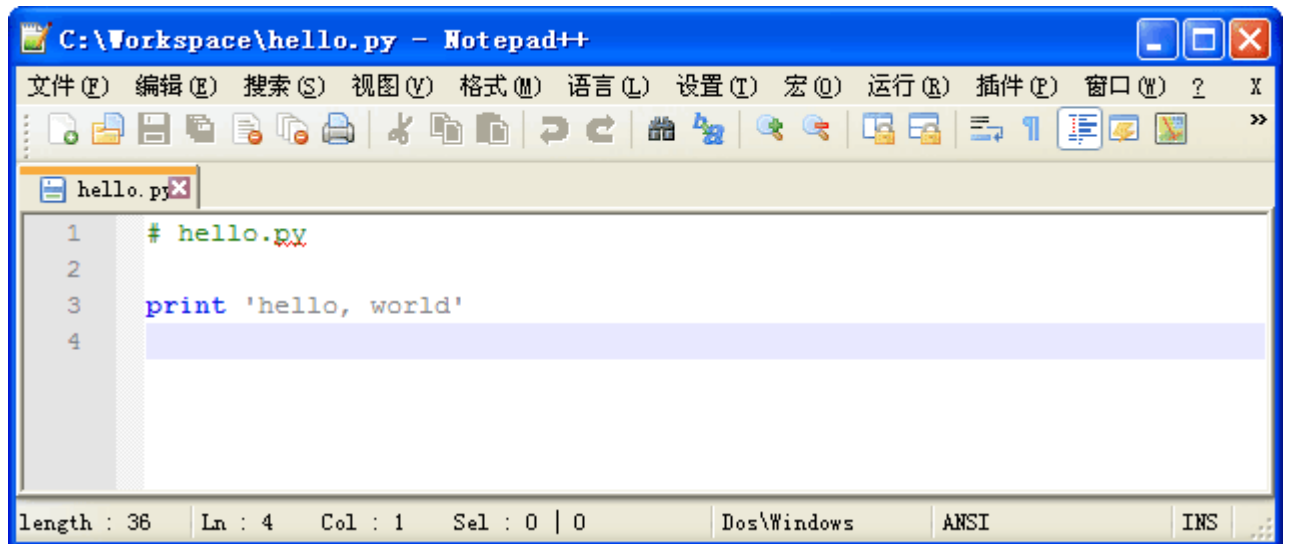 C:\Workspace\hello.py - Notepad++
文件(F) 编辑(E) 搜索(S) 视图(V) 格式(M) 语言(L) 设置(T) 宏(O) 运行(R) 插件(P) 窗口(W) ? X
hello.py
1 # hello.py
2
3 print 'hello, world'
4
length : 36 Ln : 4 Col : 1 Sel : 0 | 0 Dos\Windows ANSI INS